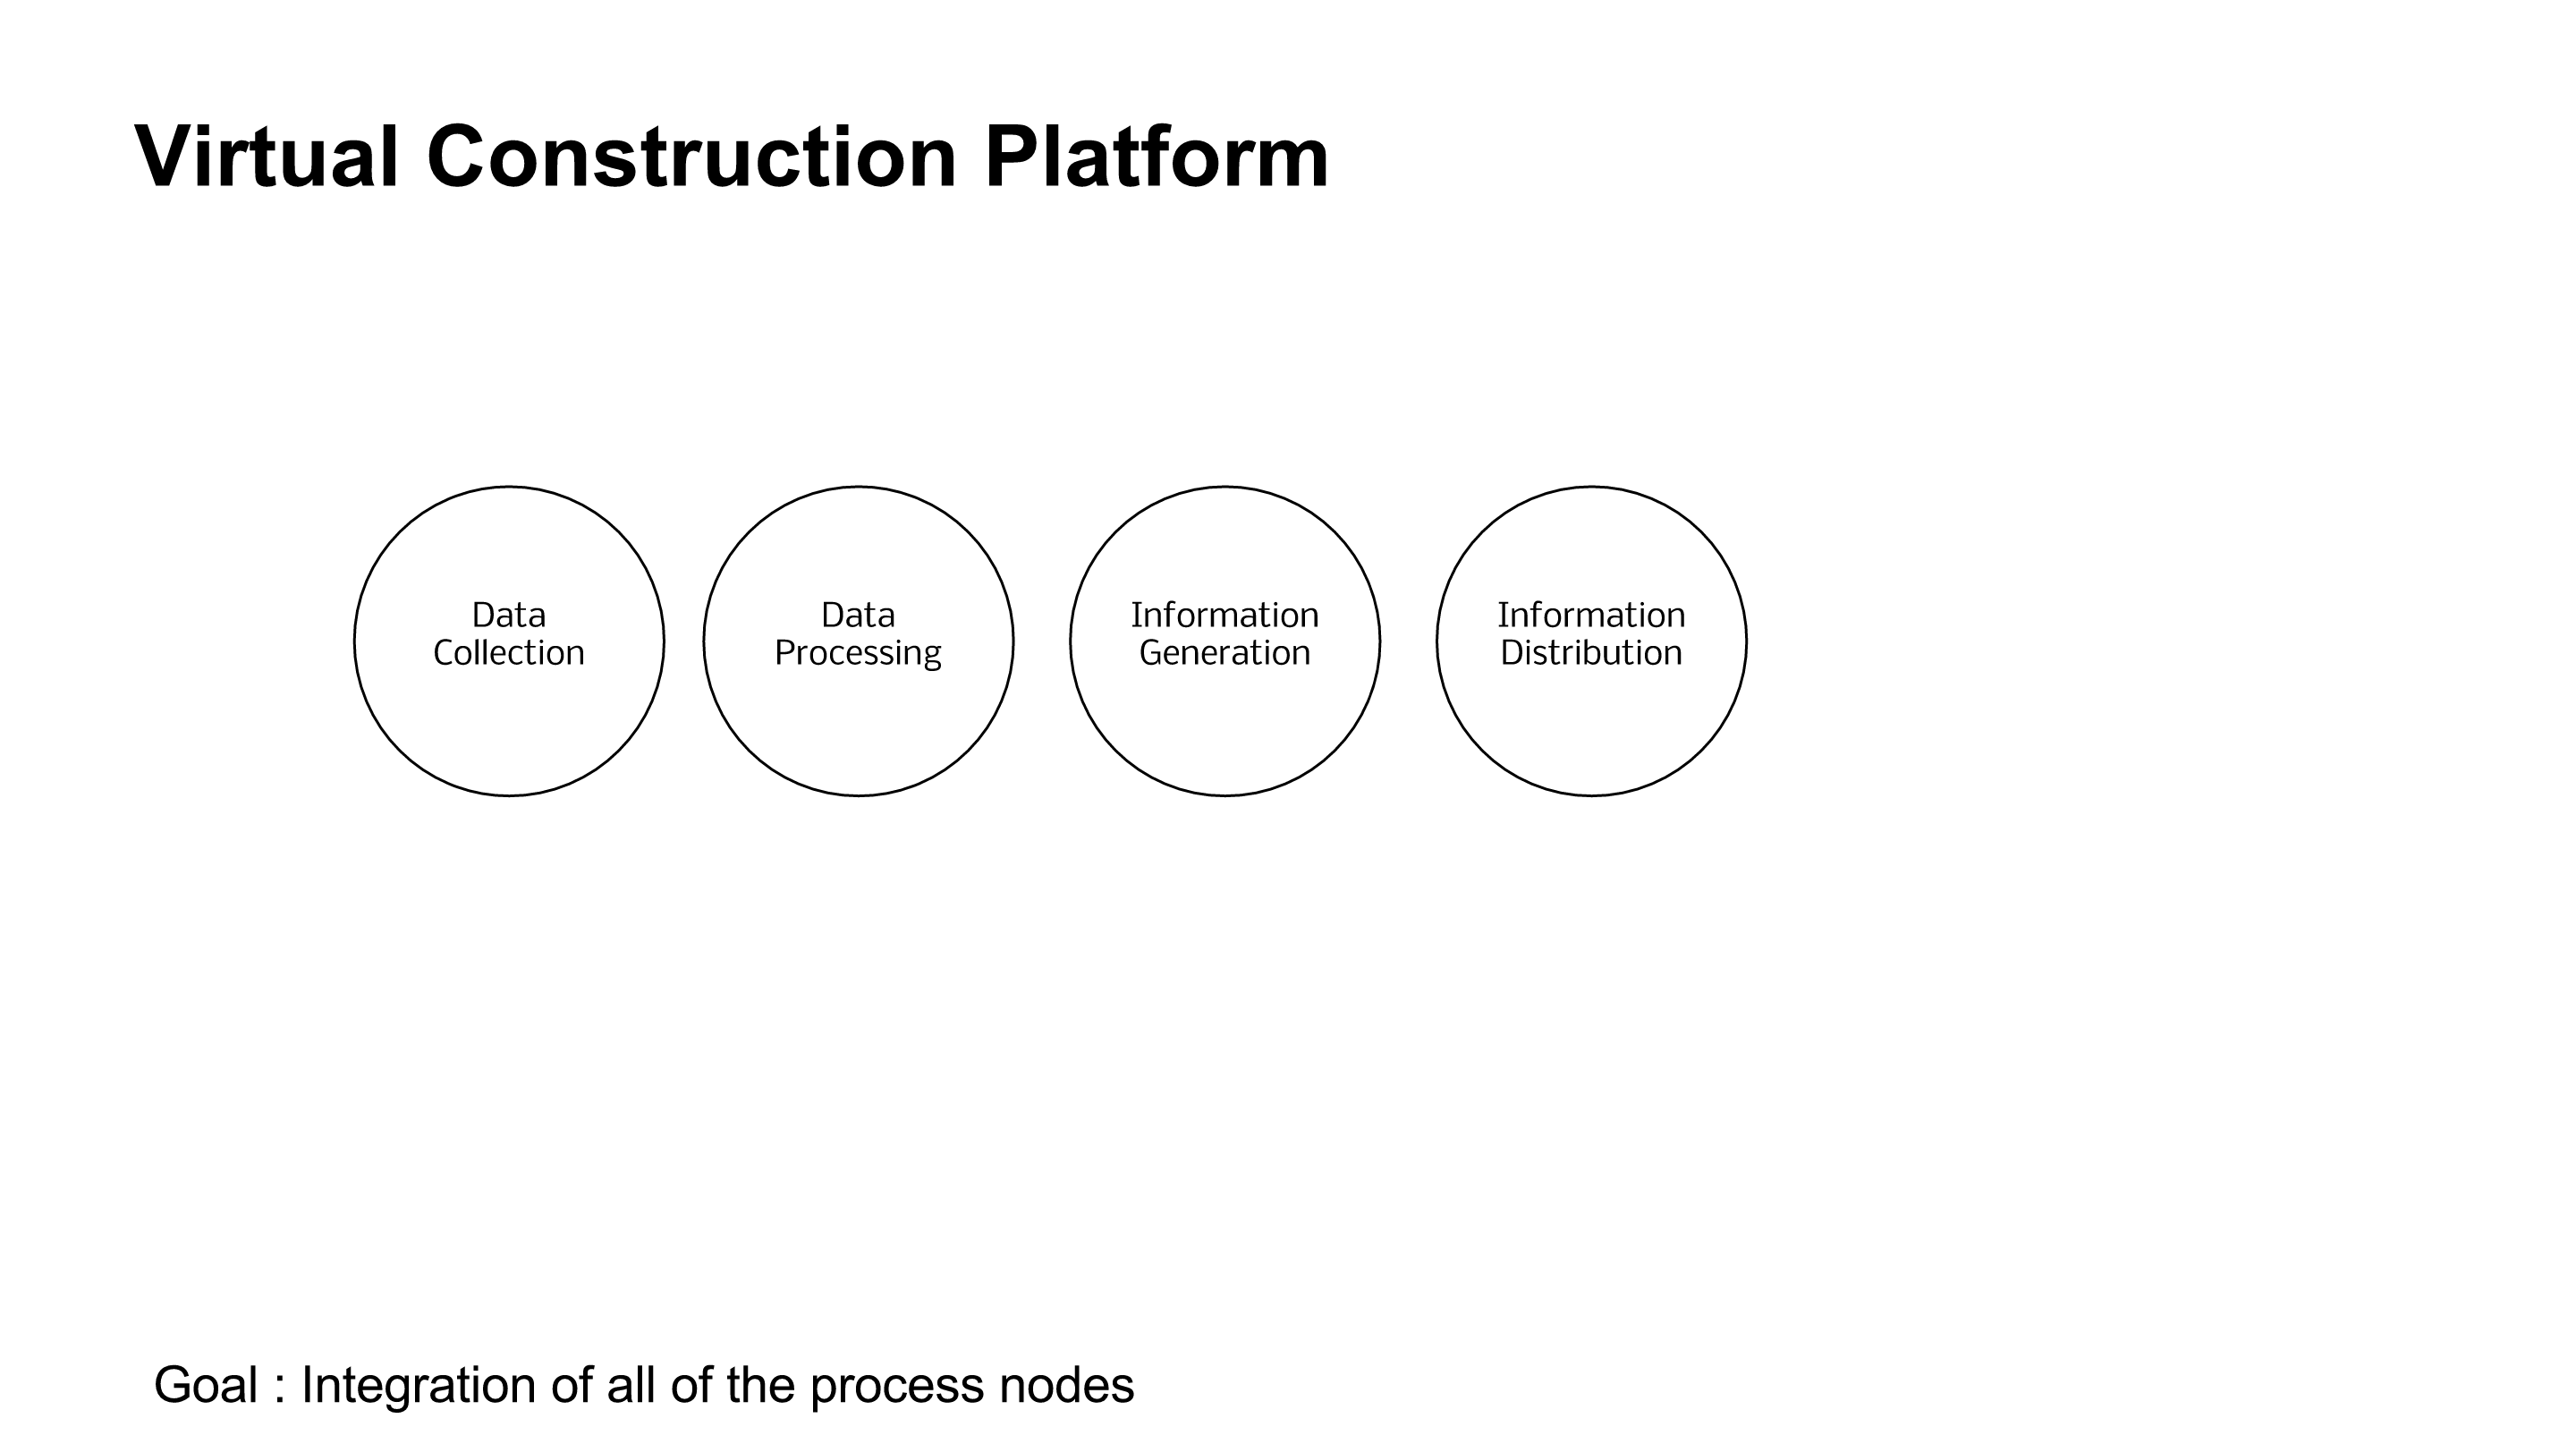 Virtual Construction Platform
Data
Collection
Data
Processing
Information
Generation
Information
Distribution
Goal : Integration of all of the process nodes